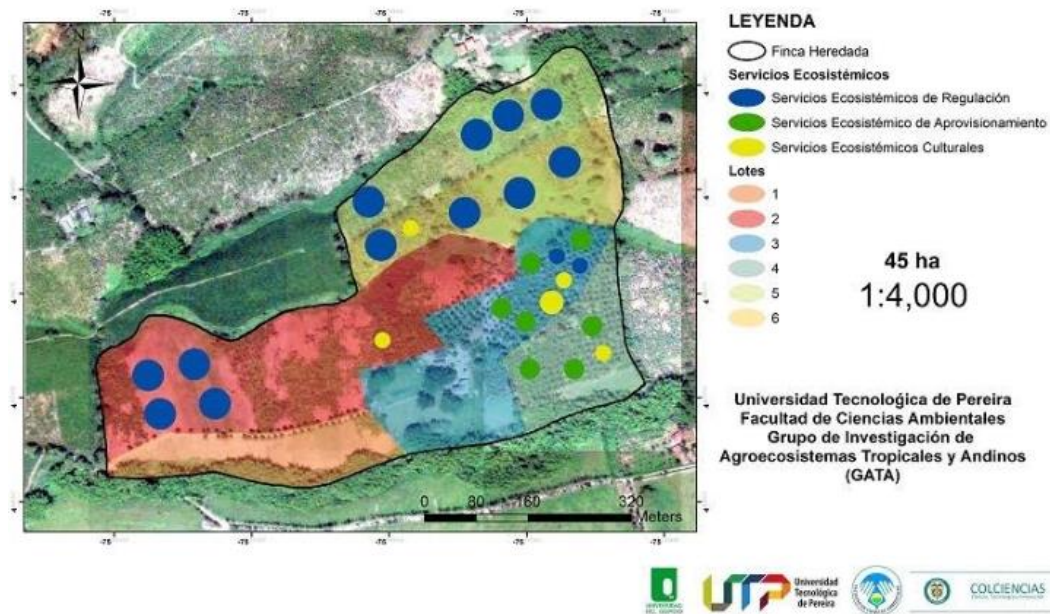 LEYENDA
Finca Heredada
Servicios Ecosistémicos
Servicios Ecosistémicos de Regulación
Servicios Ecosistémico de Aprovisionamiento
Servicios Ecosistémicos Culturales
Lotes
1
2
3
4
5
6
45 ha
1:4,000
Universidad Tecnológica de Pereira
Facultad de Ciencias Ambientales
Grupo de Investigación de
Agroecosistemas Tropicales y Andinos
(GATA)
0 80 160 320
Meters
UTP
Universidad
Tecnológica
de Pereira
COLCIENCIAS